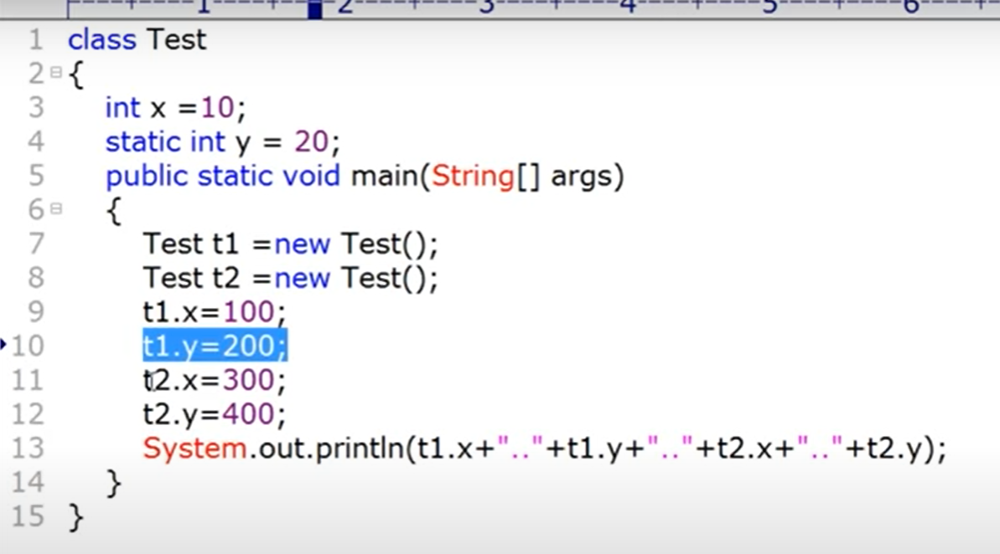 1 2 3 4 5 6
1 class Test
2 {
3 int x =10;
4 static int y = 20;
5 public static void main(String[] args)
6 {
7 Test t1 =new Test();
8 Test t2 =new Test();
9 t1.x=100;
10 t1.y=200;
11 t2.x=300;
12 t2.y=400;
13 System.out.println(t1.x+".."+t1.y+".."+t2.x+".."+t2.y);
14 }
15 }